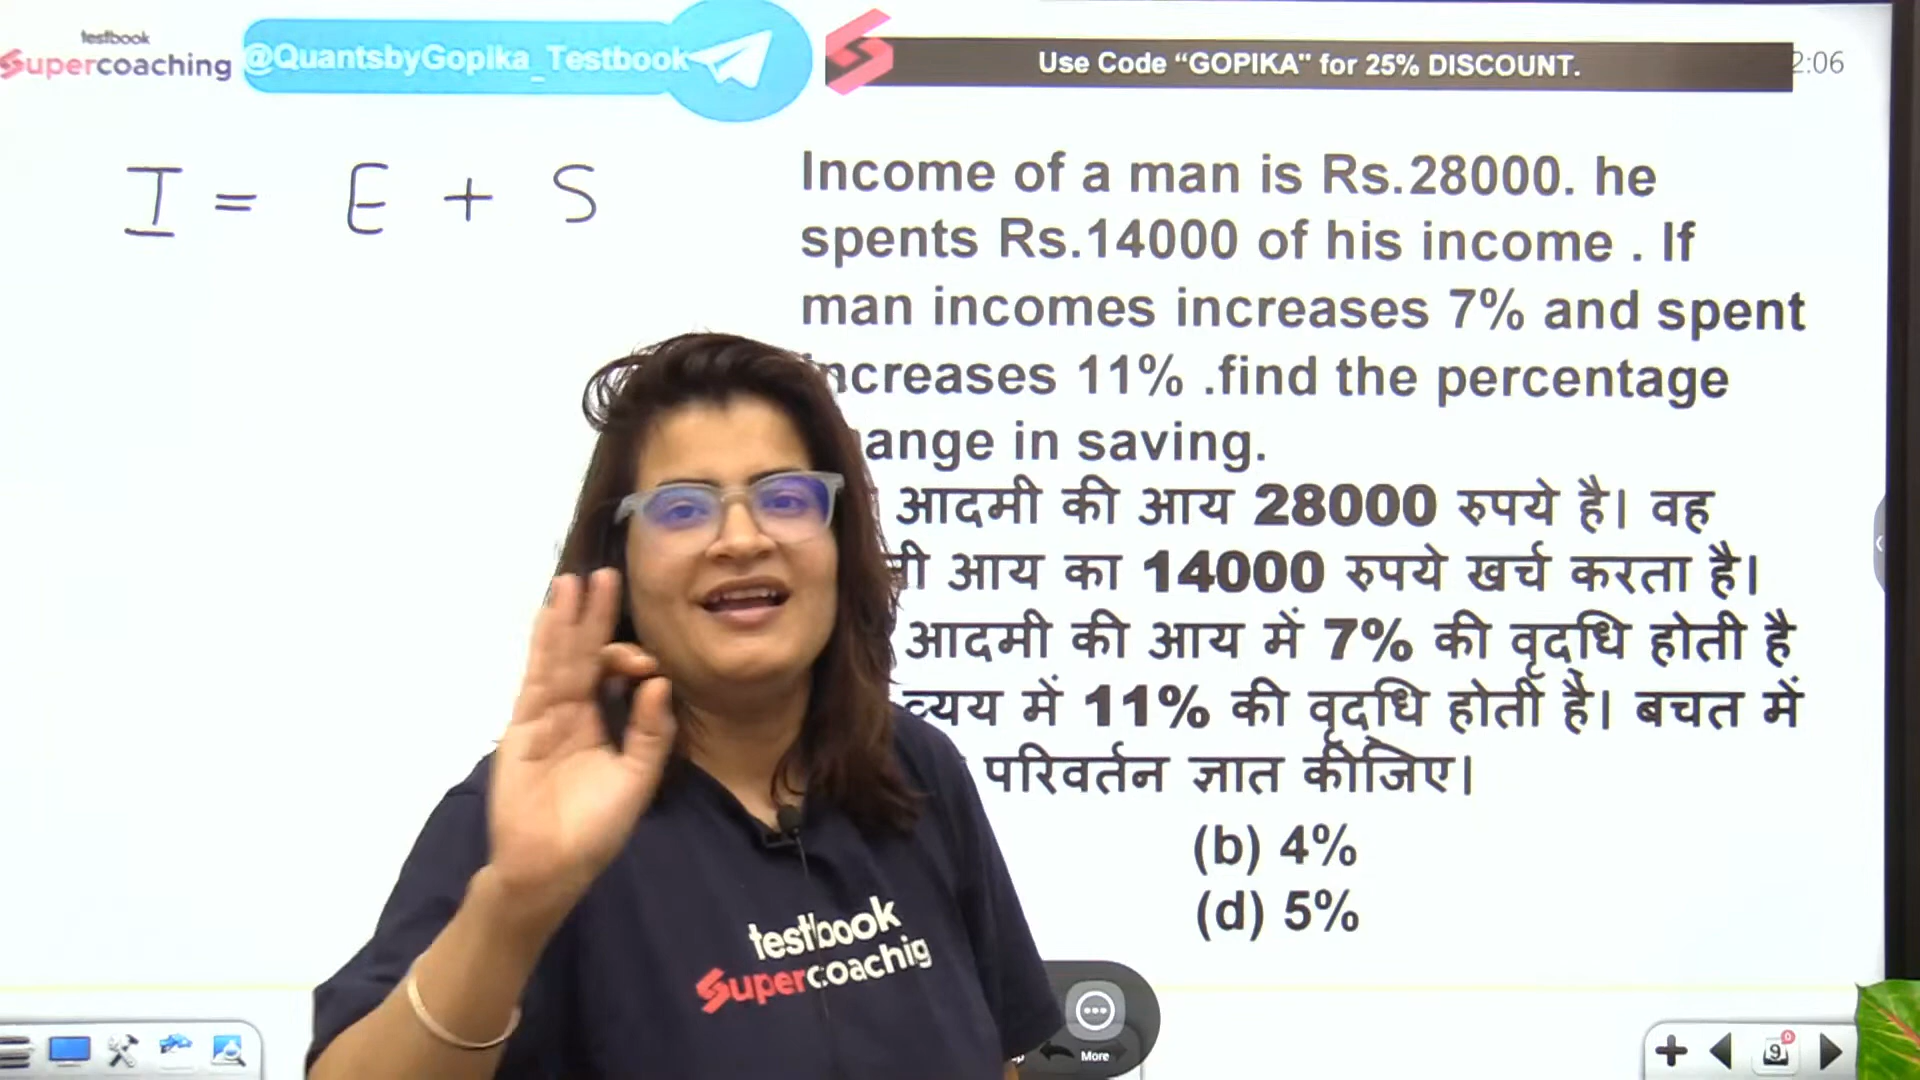 testbook
Supercoaching
@QuantsbyGopika_Testbook
Use Code “GOPIKA" for 25% DISCOUNT.
2:06
I = E + S
Income of a man is Rs.28000. he
spents Rs.14000 of his income . If
man incomes increases 7% and spent
increases 11% .find the percentage
ange in saving.
आदमी की आय 28000 रुपये है। वह
आय का 14000 रुपये खर्च करता है।
आदमी की आय में 7% की वृद्धि होती है
व्यय में 11% की वृद्धि होती है। बचत में
परिवर्तन ज्ञात कीजिए।
(b) 4%
(d) 5%
testbook
Supercoachig
More
9
0